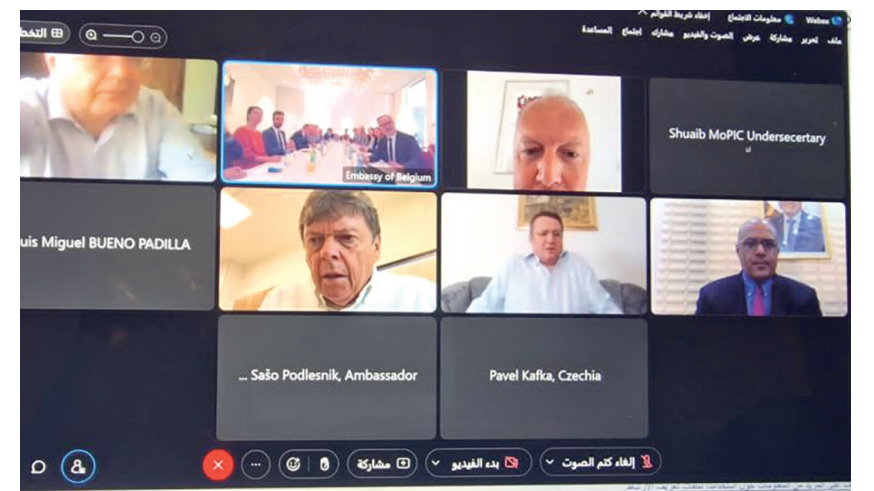 Webex معلومات الاجتماع إخفاء شريط القوائم
ملف تحرير مشاركة عرض الصوت والفيديو مشارك اجتماع المساعدة
Embassy of Belgium
Shuaib MoPIC Undersecertary
uis Miguel BUENO PADILLA
... Sašo Podlesnik, Ambassador
Pavel Kafka, Czechia
إلغاء كتم الصوت
بدء الفيديو
مشاركة